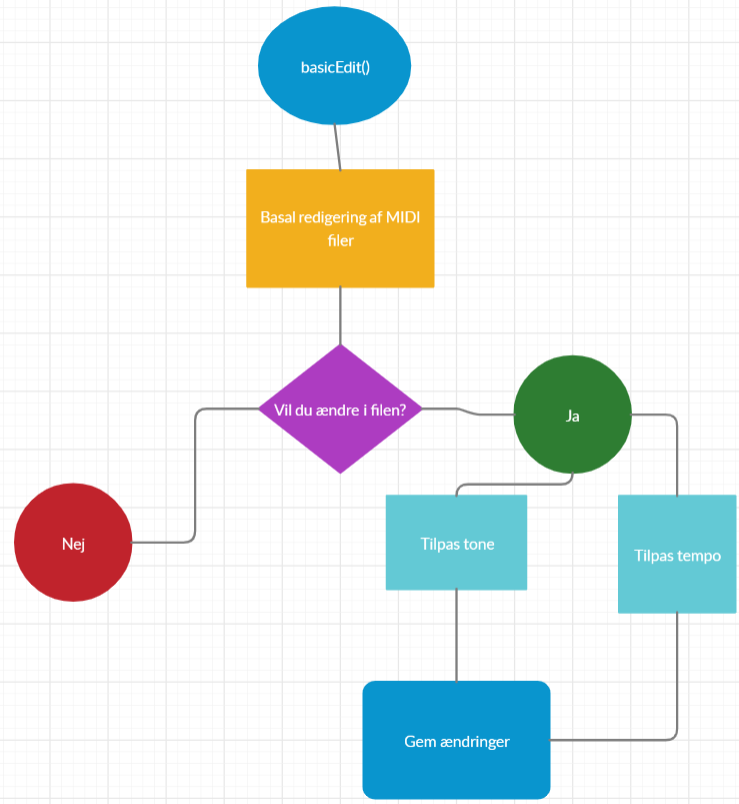 basicEdit()
Basal redigering af MIDI
filer
Vil du ændre i filen?
Ja
Nej
Tilpas tone
Tilpas tempo
Gem ændringer